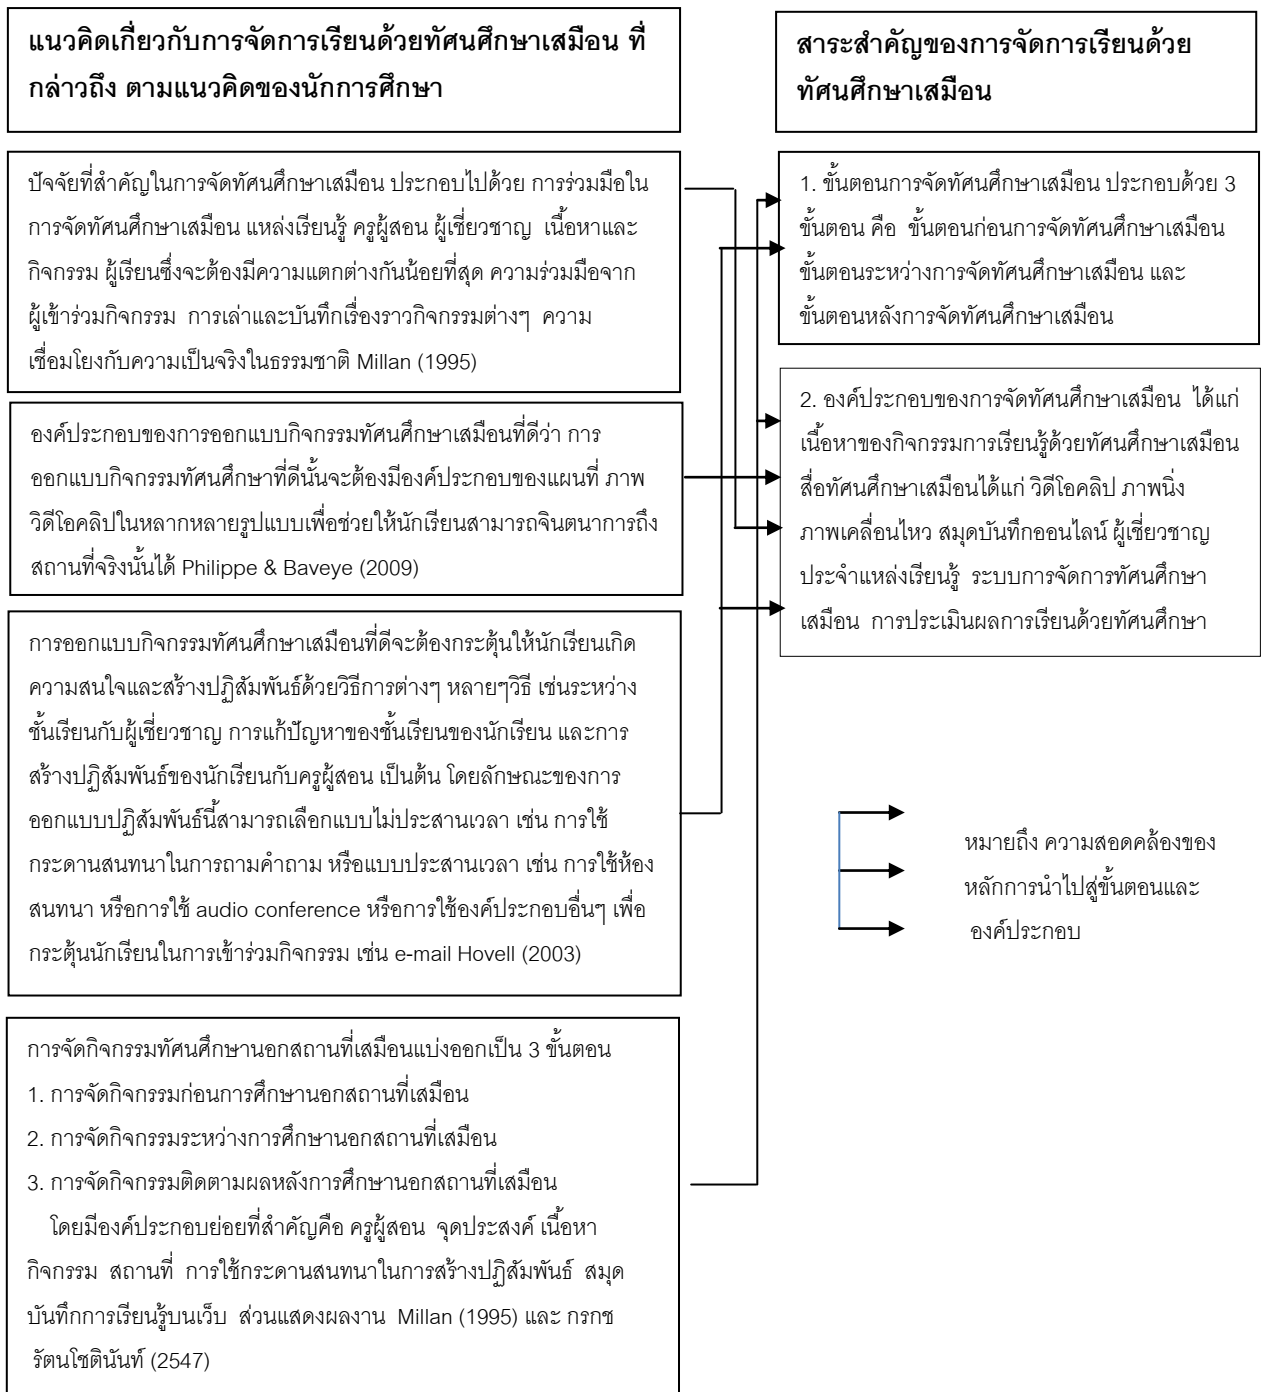 แนวคิดเกี่ยวกับการจัดการเรียนด้วยทัศนศึกษาเสมือน ที่
กล่าวถึง ตามแนวคิดของนักการศึกษา
สาระสำคัญของการจัดการเรียนด้วย
ทัศนศึกษาเสมือน
ปัจจัยที่สำคัญในการจัดทัศนศึกษาเสมือน ประกอบไปด้วย การร่วมมือใน
การจัดทัศนศึกษาเสมือน แหล่งเรียนรู้ ครูผู้สอน ผู้เชี่ยวชาญ เนื้อหาและ
กิจกรรม ผู้เรียนซึ่งจะต้องมีความแตกต่างกันน้อยที่สุด ความร่วมมือจาก
ผู้เข้าร่วมกิจกรรม การเล่าและบันทึกเรื่องราวกิจกรรมต่างๆ ความ
เชื่อมโยงกับความเป็นจริงในธรรมชาติ Millan (1995)
องค์ประกอบของการออกแบบกิจกรรมทัศนศึกษาเสมือนที่ดีว่า การ
ออกแบบกิจกรรมทัศนศึกษาที่ดีนั้นจะต้องมีองค์ประกอบของแผนที่ ภาพ
วิดีโอคลิปในหลากหลายรูปแบบเพื่อช่วยให้นักเรียนสามารถจินตนาการถึง
สถานที่จริงนั้นได้ Philippe & Baveye (2009)
การออกแบบกิจกรรมทัศนศึกษาเสมือนที่ดีจะต้องกระตุ้นให้นักเรียนเกิด
ความสนใจและสร้างปฏิสัมพันธ์ด้วยวิธีการต่างๆ หลายๆวิธี เช่นระหว่าง
ชั้นเรียนกับผู้เชี่ยวชาญ การแก้ปัญหาของชั้นเรียนของนักเรียน และการ
สร้างปฏิสัมพันธ์ของนักเรียนกับครูผู้สอน เป็นต้น โดยลักษณะของการ
ออกแบบปฏิสัมพันธ์นี้สามารถเลือกแบบไม่ประสานเวลา เช่น การใช้
กระดานสนทนาในการถามคำถาม หรือแบบประสานเวลา เช่น การใช้ห้อง
สนทนา หรือการใช้ audio conference หรือการใช้องค์ประกอบอื่นๆ เพื่อ
กระตุ้นนักเรียนในการเข้าร่วมกิจกรรม เช่น e-mail Hovell (2003)
การจัดกิจกรรมทัศนศึกษานอกสถานที่เสมือนแบ่งออกเป็น 3 ขั้นตอน
1. การจัดกิจกรรมก่อนการศึกษานอกสถานที่เสมือน
2. การจัดกิจกรรมระหว่างการศึกษานอกสถานที่เสมือน
3. การจัดกิจกรรมติดตามผลหลังการศึกษานอกสถานที่เสมือน
โดยมีองค์ประกอบย่อยที่สำคัญคือ ครูผู้สอน จุดประสงค์ เนื้อหา
กิจกรรม สถานที่ การใช้กระดานสนทนาในการสร้างปฏิสัมพันธ์ สมุด
บันทึกการเรียนรู้บนเว็บ ส่วนแสดงผลงาน Millan (1995) และ กรกช
รัตนโชตินันท์ (2547)
1. ขั้นตอนการจัดทัศนศึกษาเสมือน ประกอบด้วย 3
ขั้นตอน คือ ขั้นตอนก่อนการจัดทัศนศึกษาเสมือน
ขั้นตอนระหว่างการจัดทัศนศึกษาเสมือน และ
ขั้นตอนหลังการจัดทัศนศึกษาเสมือน
2. องค์ประกอบของการจัดทัศนศึกษาเสมือน ได้แก่
เนื้อหาของกิจกรรมการเรียนรู้ด้วยทัศนศึกษาเสมือน
สื่อทัศนศึกษาเสมือนได้แก่ วิดีโอคลิป ภาพนิ่ง
ภาพเคลื่อนไหว สมุดบันทึกออนไลน์ ผู้เชี่ยวชาญ
ประจำแหล่งเรียนรู้ ระบบการจัดการทัศนศึกษา
เสมือน การประเมินผลการเรียนด้วยทัศนศึกษา
หมายถึง ความสอดคล้องของ
หลักการนำไปสู่ขั้นตอนและ
องค์ประกอบ